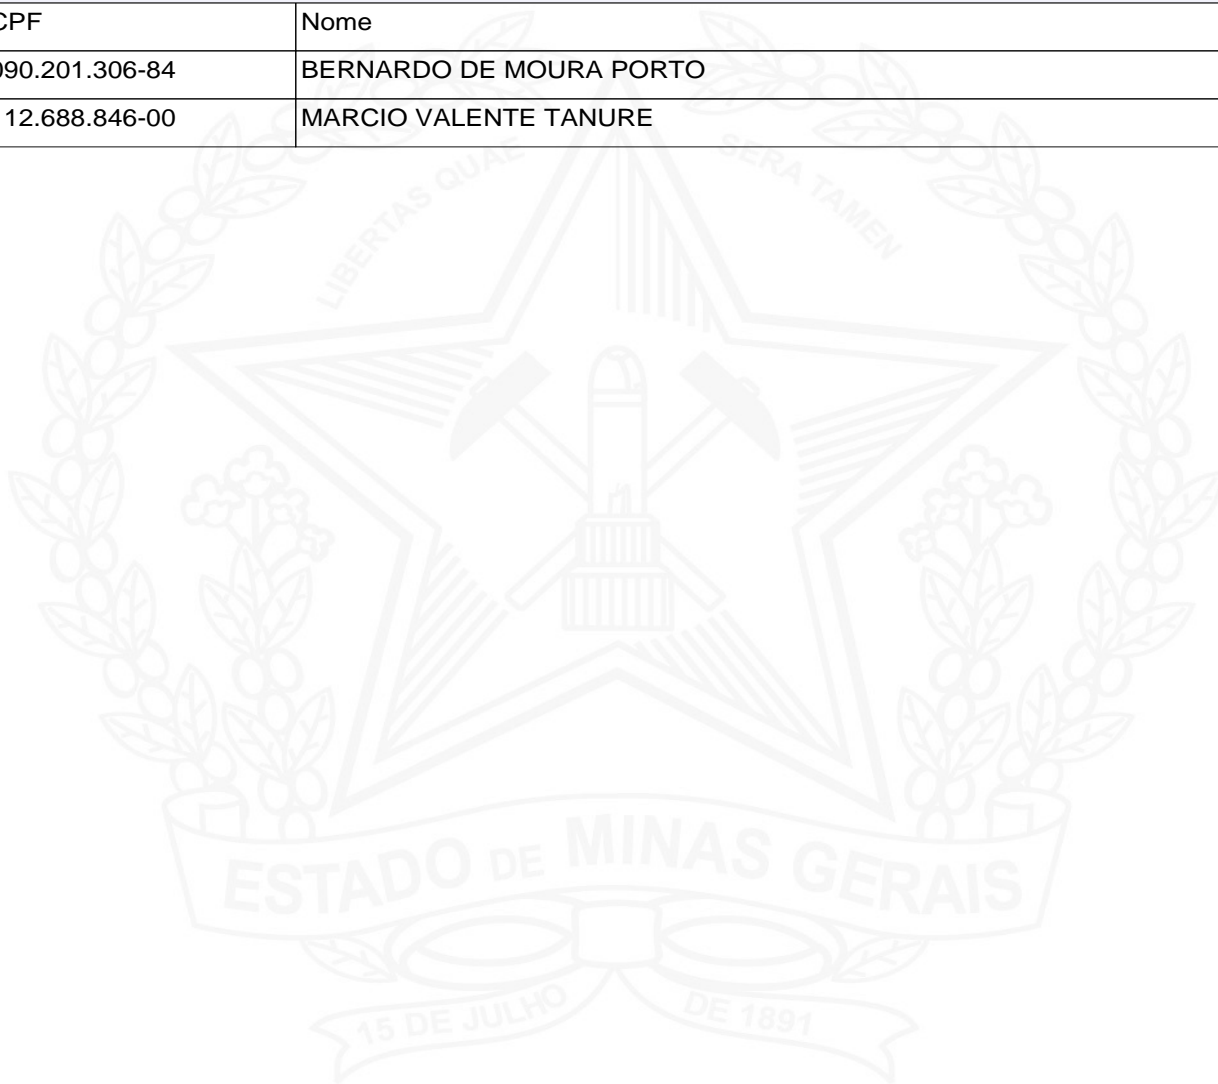 CPF Nome
090.201.306-84 BERNARDO DE MOURA PORTO
12.688.846-00 MARCIO VALENTE TANURE
LIBERTAS QUAE SERA TAMEN
ESTADO DE MINAS GERAIS
15 DE JULHO DE 1891